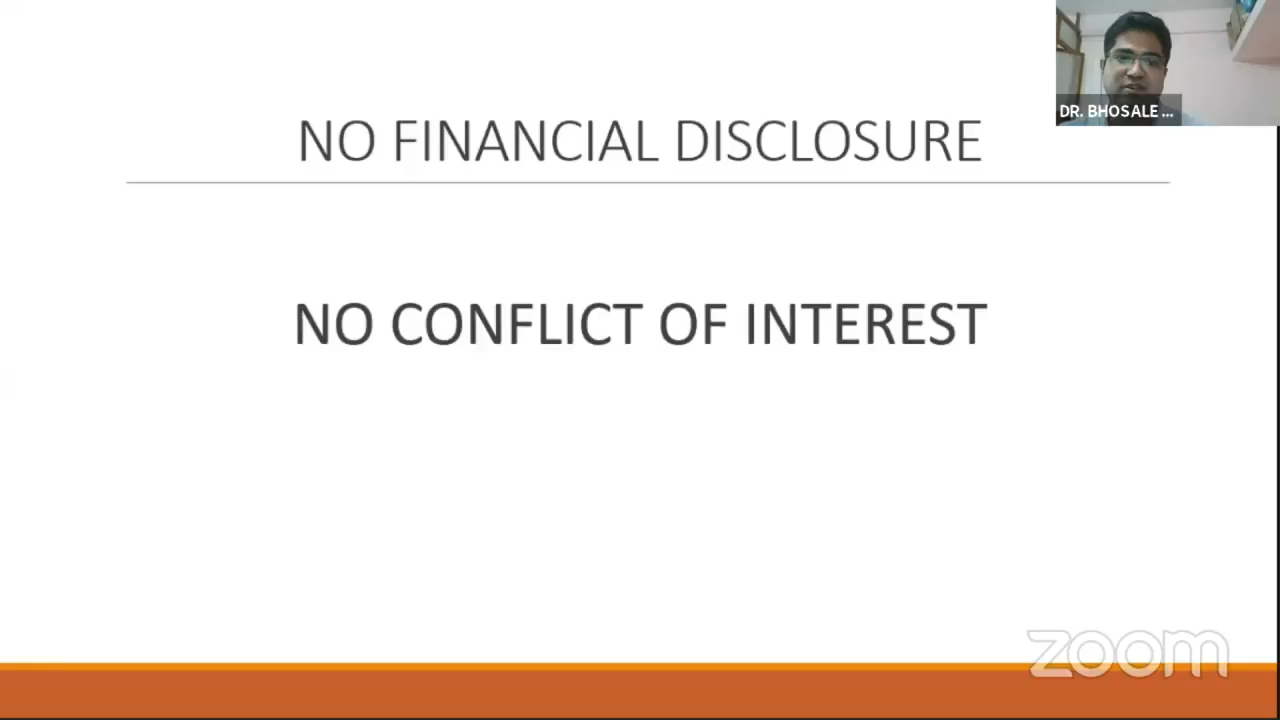 DR. BHOSALE ...
NO FINANCIAL DISCLOSURE
NO CONFLICT OF INTEREST
zoom